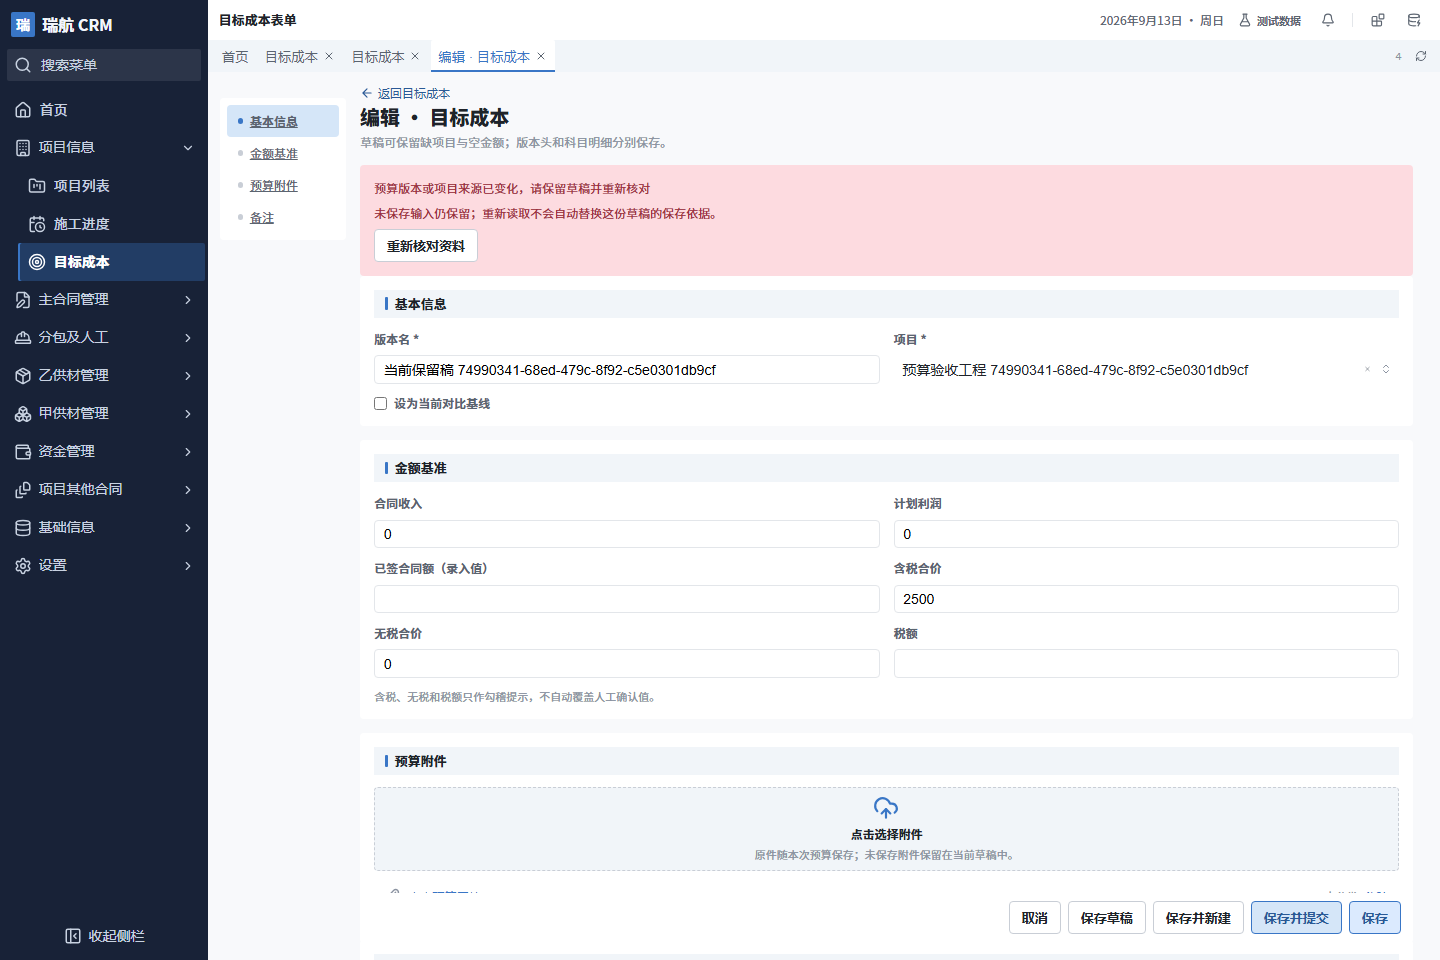 瑞 瑞航 CRM
搜索菜单
首页
项目信息
项目列表
施工进度
目标成本
主合同管理
分包及人工
乙供材管理
甲供材管理
资金管理
项目其他合同
基础信息
设置
收起侧栏
目标成本表单
2026年9月13日 • 周日 测试数据
首页 目标成本 × 目标成本 × 编辑 · 目标成本 ×
4
基本信息
金额基准
预算附件
备注
返回目标成本
编辑 • 目标成本
草稿可保留缺项目与空金额；版本头和科目明细分别保存。
预算版本或项目来源已变化，请保留草稿并重新核对
未保存输入仍保留；重新读取不会自动替换这份草稿的保存依据。
重新核对资料
基本信息
版本名 * 项目 *
当前保留稿 74990341-68ed-479c-8f92-c5e0301db9cf 预算验收工程 74990341-68ed-479c-8f92-c5e0301db9cf ×
设为当前对比基线
金额基准
合同收入 计划利润
0 0
已签合同额（录入值） 含税合价
2500
无税合价 税额
0
含税、无税和税额只作勾稽提示，不自动覆盖人工确认值。
预算附件
点击选择附件
原件随本次预算保存；未保存附件保留在当前草稿中。
取消 保存草稿 保存并新建 保存并提交 保存